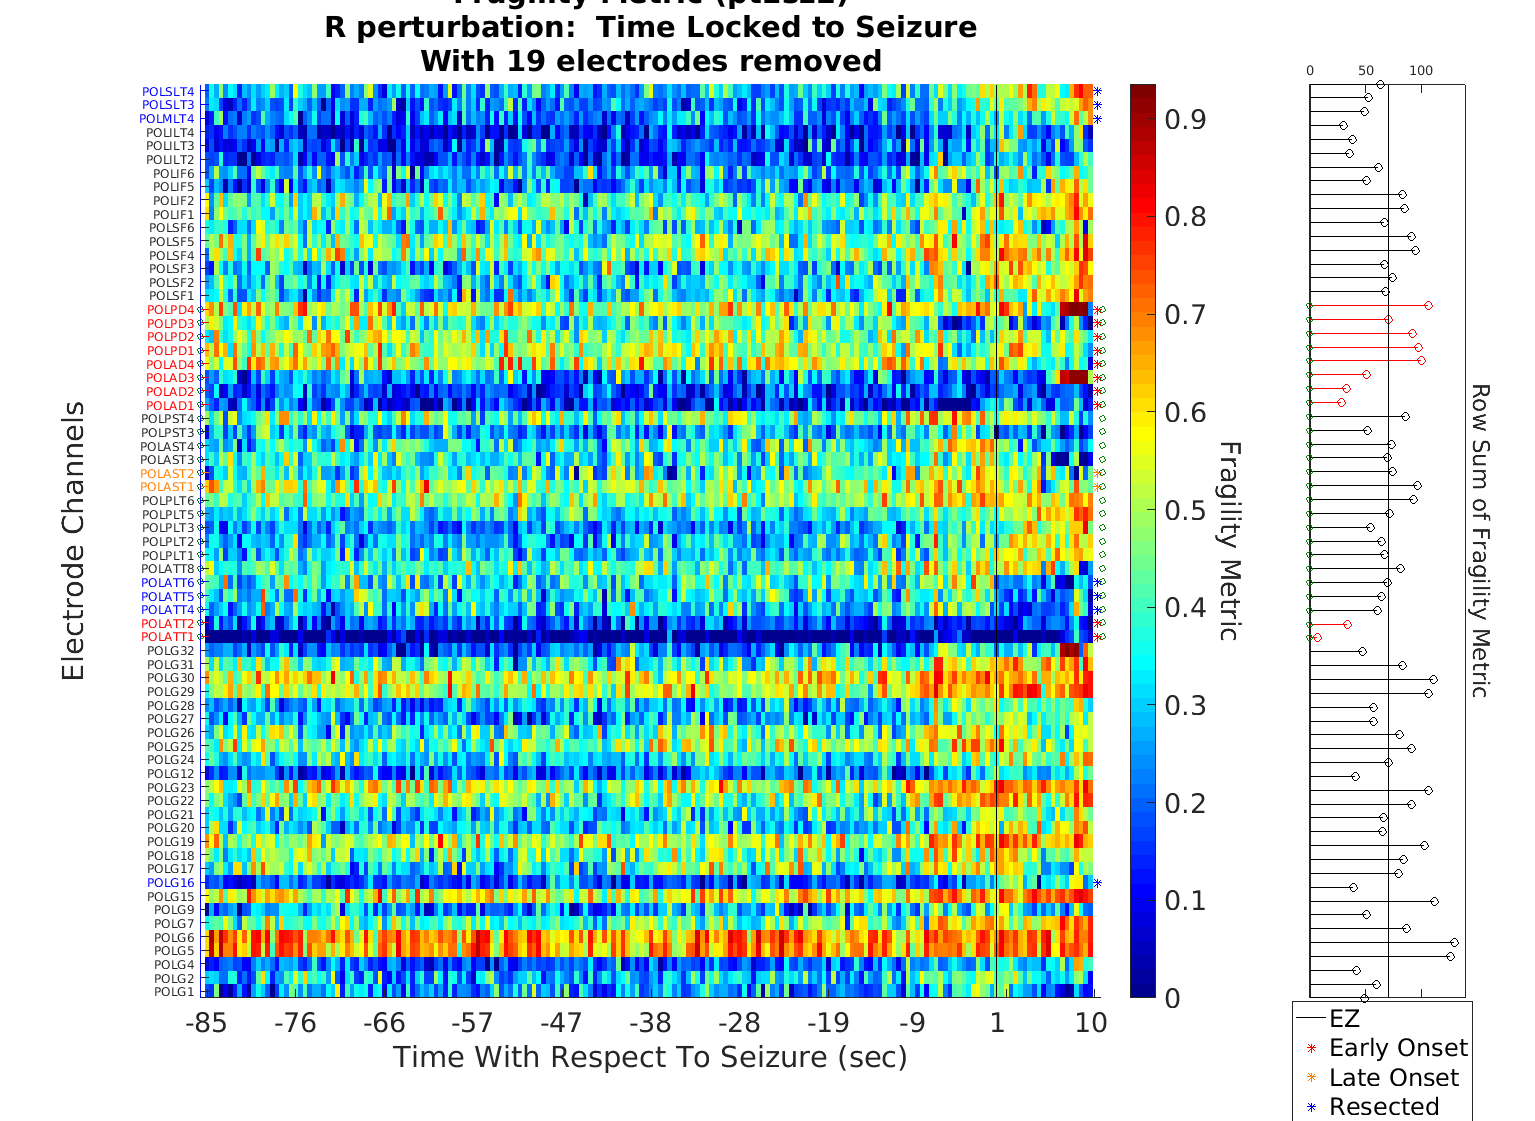 Fragility Metric
R perturbation: Time Locked to Seizure
With 19 electrodes removed
Electrode Channels
POLSLT4
POLSLT3
POLMLT4
POLILT4
POLILT3
POLILT2
POLIF6
POLIF5
POLIF2
POLIF1
POLSF6
POLSF5
POLSF4
POLSF3
POLSF2
POLSF1
POLPD4
POLPD3
POLPD2
POLPD1
POLAD4
POLAD3
POLAD2
POLAD1
POLPST4
POLPST3
POLAST4
POLAST3
POLAST2
POLAST1
POLPLT6
POLPLT5
POLPLT3
POLPLT2
POLPLT1
POLATT8
POLATT6
POLATT5
POLATT4
POLATT2
POLATT1
POLG32
POLG31
POLG30
POLG29
POLG28
POLG27
POLG26
POLG25
POLG24
POLG12
POLG23
POLG22
POLG21
POLG20
POLG19
POLG18
POLG17
POLG16
POLG15
POLG9
POLG7
POLG6
POLG5
POLG4
POLG2
POLG1
-85 -76 -66 -57 -47 -38 -28 -19 -9 1 10
Time With Respect To Seizure (sec)
0.9
0.8
0.7
0.6
0.5
0.4
0.3
0.2
0.1
0
Fragility Metric
0 50 100
Row Sum of Fragility Metric
EZ
Early Onset
Late Onset
Resected